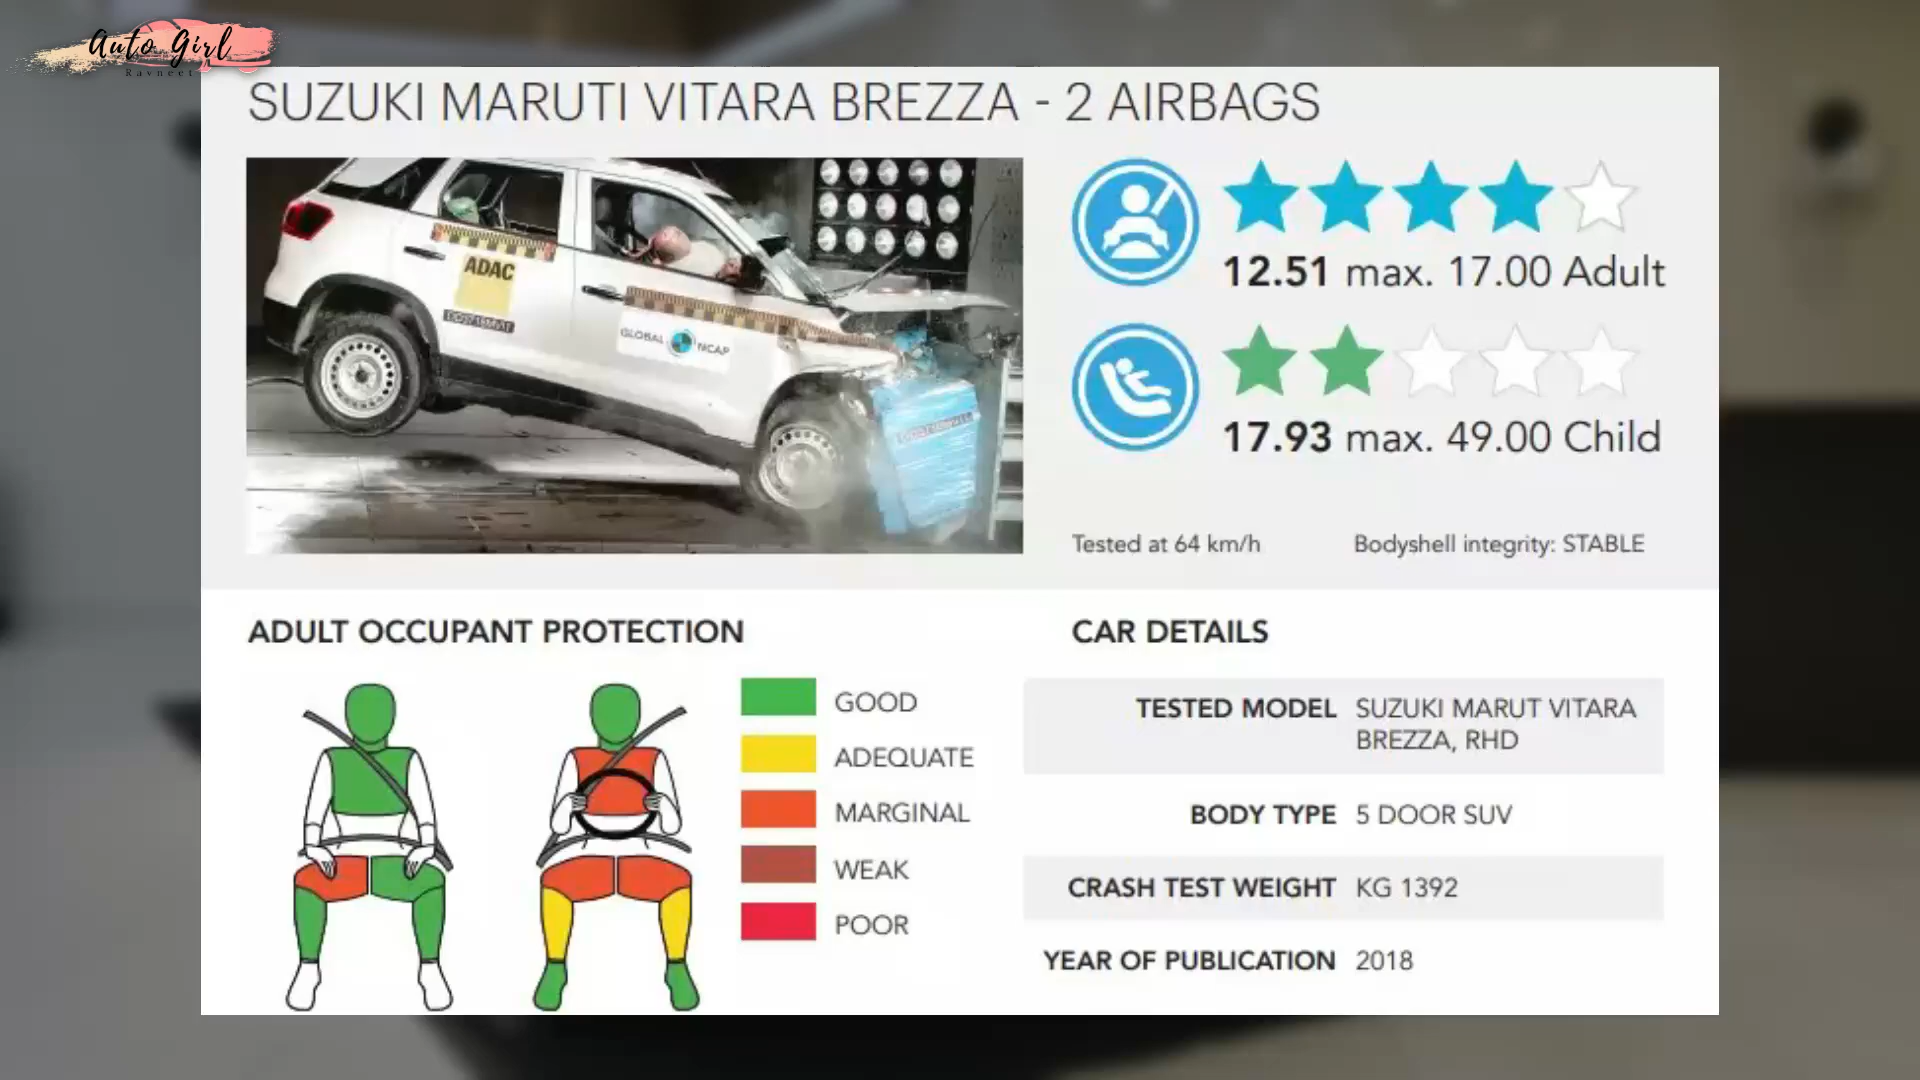 Auto Girl
Ravneet
SUZUKI MARUTI VITARA BREZZA - 2 AIRBAGS
ADAC
GLOBAL NCAP
12.51 max. 17.00 Adult
17.93 max. 49.00 Child
Tested at 64 km/h
Bodyshell integrity: STABLE
ADULT OCCUPANT PROTECTION
GOOD
ADEQUATE
MARGINAL
WEAK
POOR
CAR DETAILS
TESTED MODEL SUZUKI MARUT VITARA
BREZZA, RHD
BODY TYPE 5 DOOR SUV
CRASH TEST WEIGHT KG 1392
YEAR OF PUBLICATION 2018